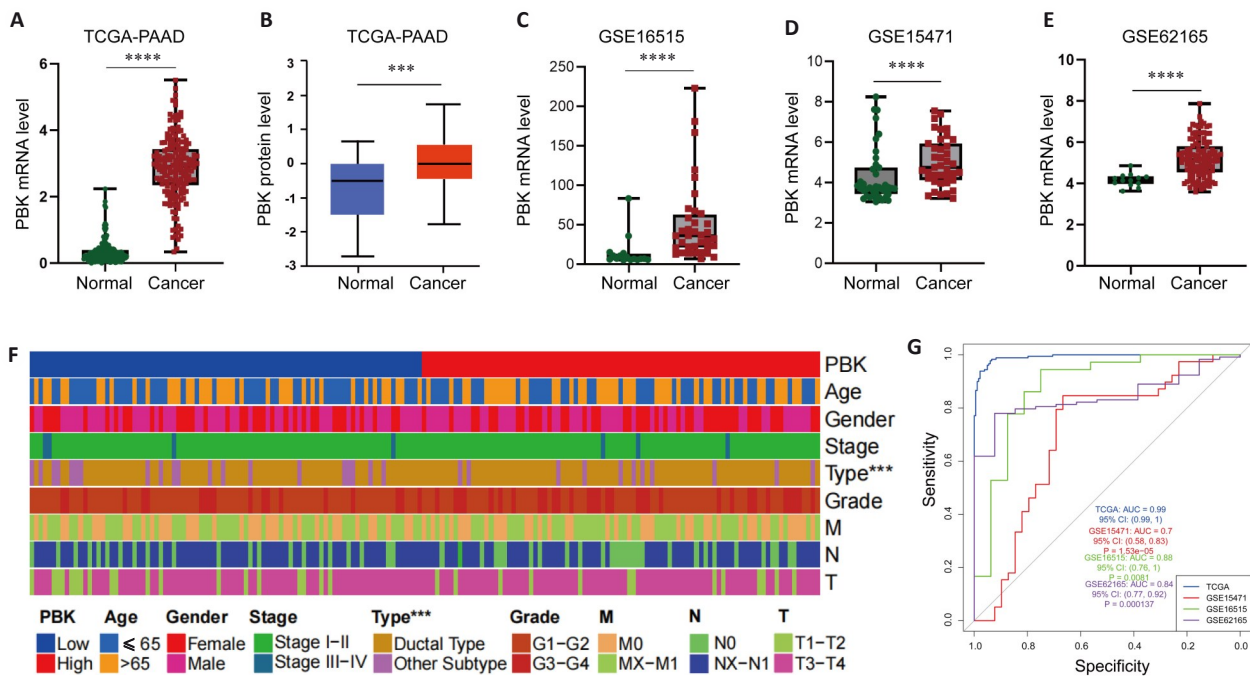 A
TCGA-PAAD
****
PBK mRNA level
6
4
2
0
Normal Cancer
B
TCGA-PAAD
***
PBK protein level
3
2
1
0
-1
-2
-3
Normal Cancer
C
GSE16515
****
PBK mRNA level
250
200
150
100
50
0
Normal Cancer
D
GSE15471
****
PBK mRNA level
10
8
6
4
2
0
Normal Cancer
E
GSE62165
****
PBK mRNA level
10
8
6
4
2
0
Normal Cancer
F
PBK
Age
Gender
Stage
Type***
Grade
M
N
T
PBK Age Gender Stage Type*** Grade M N T
Low ≤ 65 Female Stage I-II Ductal Type G1-G2 M0 N0 T1-T2
High >65 Male Stage III-IV Other Subtype G3-G4 MX-M1 NX-N1 T3-T4
G
Sensitivity
1.0
0.8
0.6
0.4
0.2
0.0
TCGA: AUC = 0.99
95% CI: (0.99, 1)
GSE15471: AUC = 0.7
95% CI: (0.58, 0.83)
P = 1.53e-05
GSE16515: AUC = 0.88
95% CI: (0.76, 1)
P = 0.0081
GSE62165: AUC = 0.84
95% CI: (0.77, 0.92)
P = 0.000137
TCGA
GSE15471
GSE16515
GSE62165
1.0 0.8 0.6 0.4 0.2 0.0
Specificity